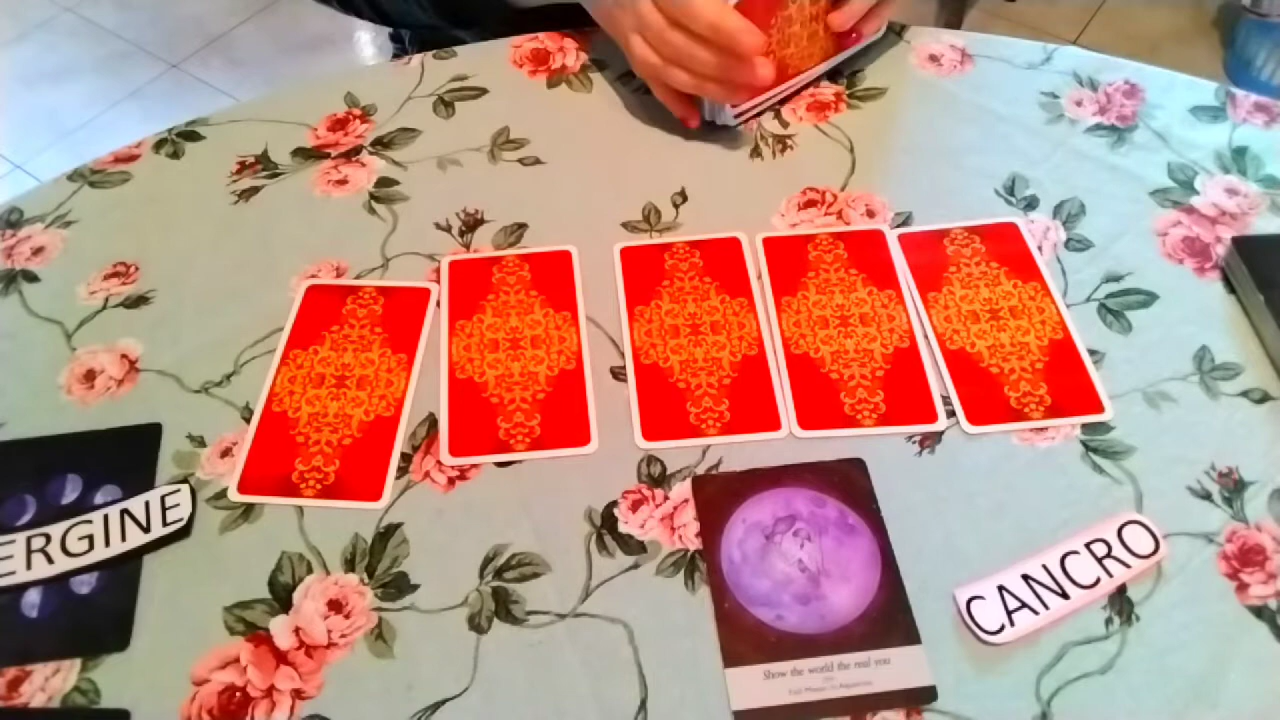 ERGINE
CANCRO
Show the world the real you
Full Moon in Aquarius